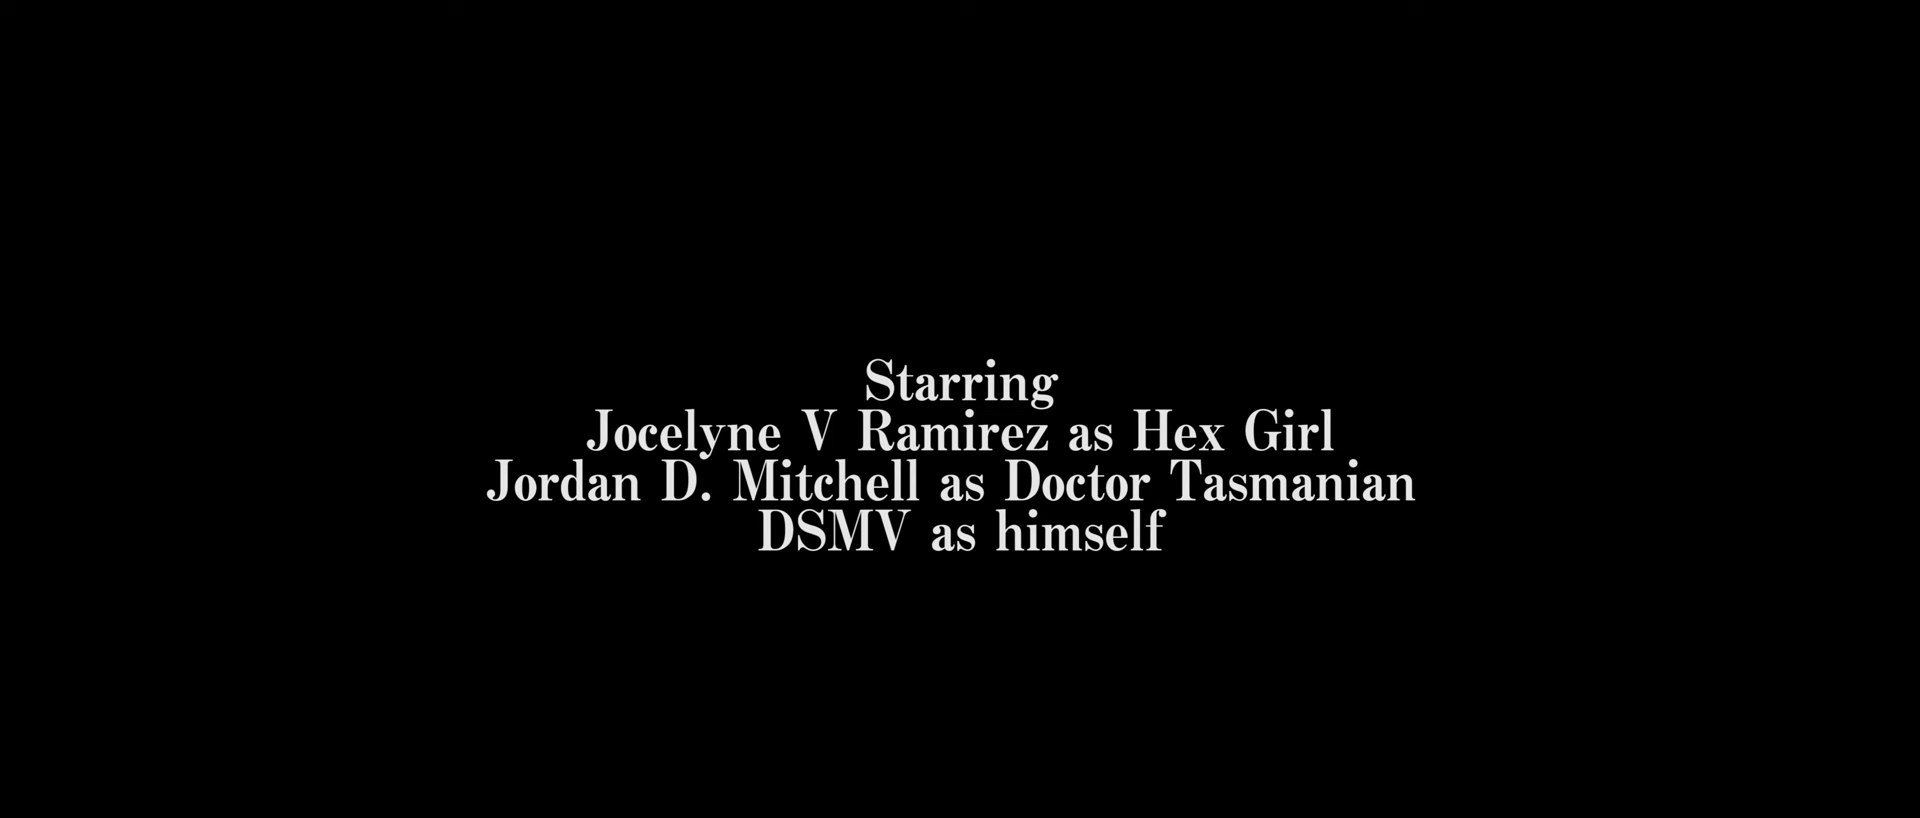 Starring
Jocelyne V Ramirez as Hex Girl
Jordan D. Mitchell as Doctor Tasmanian
DSMV as himself